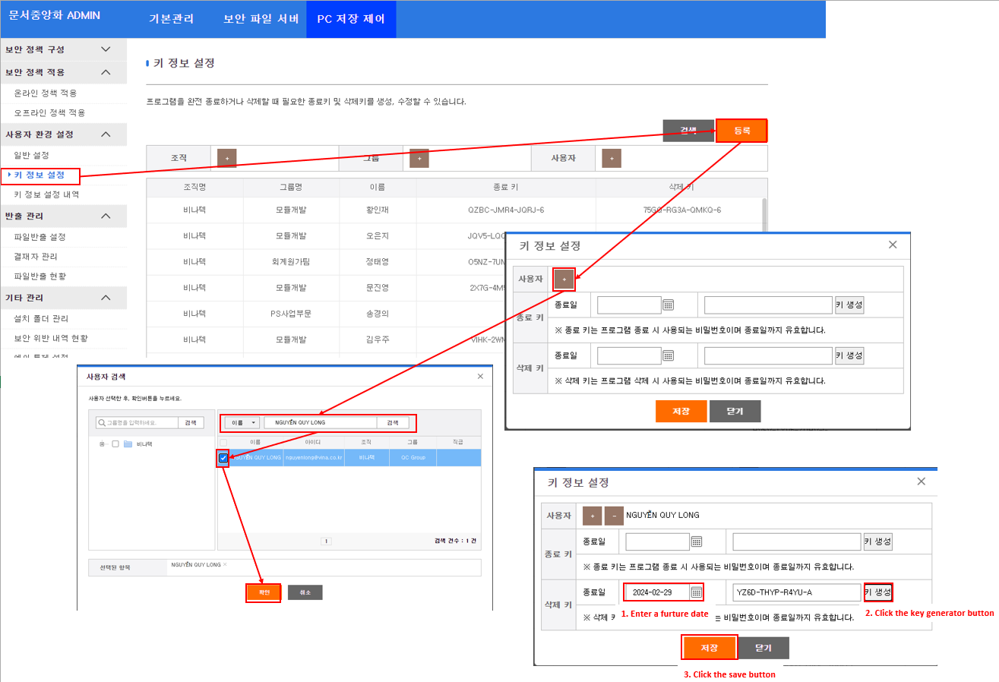 문서중앙화 ADMIN
기본관리 보안 파일 서버 PC 저장 제어
보안 정책 구성
보안 정책 적용
온라인 정책 적용
오프라인 정책 적용
사용자 환경 설정
일반 설정
키 정보 설정
키 정보 설정 내역
반출 관리
파일반출 설정
결재자 관리
파일반출 현황
기타 관리
설치 폴더 관리
보안 위반 내역 현황
키 정보 설정
프로그램을 완전 종료하거나 삭제할 때 필요한 종료키 및 삭제키를 생성, 수정할 수 있습니다.
검색 등록
조직 + 그룹 + 사용자 +
조직명 그룹명 이름 종료 키 삭제 키
비나텍 모듈개발 황인재 QZBC-JMR4-JQRJ-6 75GO-RG3A-QMKQ-6
비나텍 모듈개발 오은지
비나텍 회계원가팀 정태영
비나텍 모듈개발 문진영
비나텍 PS사업부문 송경의
비나텍 모듈개발 김우주
키 정보 설정
사용자 +
종료 키 종료일 키 생성
※ 종료 키는 프로그램 종료 시 사용되는 비밀번호이며 종료일까지 유효합니다.
삭제 키 종료일 키 생성
※ 삭제 키는 프로그램 삭제 시 사용되는 비밀번호이며 종료일까지 유효합니다.
저장 닫기
사용자 검색
사용자 선택한 후, 확인버튼을 누르세요.
그룹명을 입력하세요. 검색
비나텍
이름 NGUYỄN QUY LONG 검색
이름 아이디 조직 그룹 직급
NGUYỄN QUY LONG nguyenlong@vina.co.kr 비나텍 QC Group
1
검색 건수 : 1 건
선택된 항목 NGUYỄN QUY LONG ×
확인 취소
키 정보 설정
사용자 + - NGUYỄN QUY LONG
종료 키 종료일 키 생성
※ 종료 키는 프로그램 종료 시 사용되는 비밀번호이며 종료일까지 유효합니다.
삭제 키 종료일 2024-02-29 YZ6D-THYP-R4YU-A 키 생성
1. Enter a furture date
2. Click the key generator button
※ 삭제 는 비밀번호이며 종료일까지 유효합니다.
저장 닫기
3. Click the save button